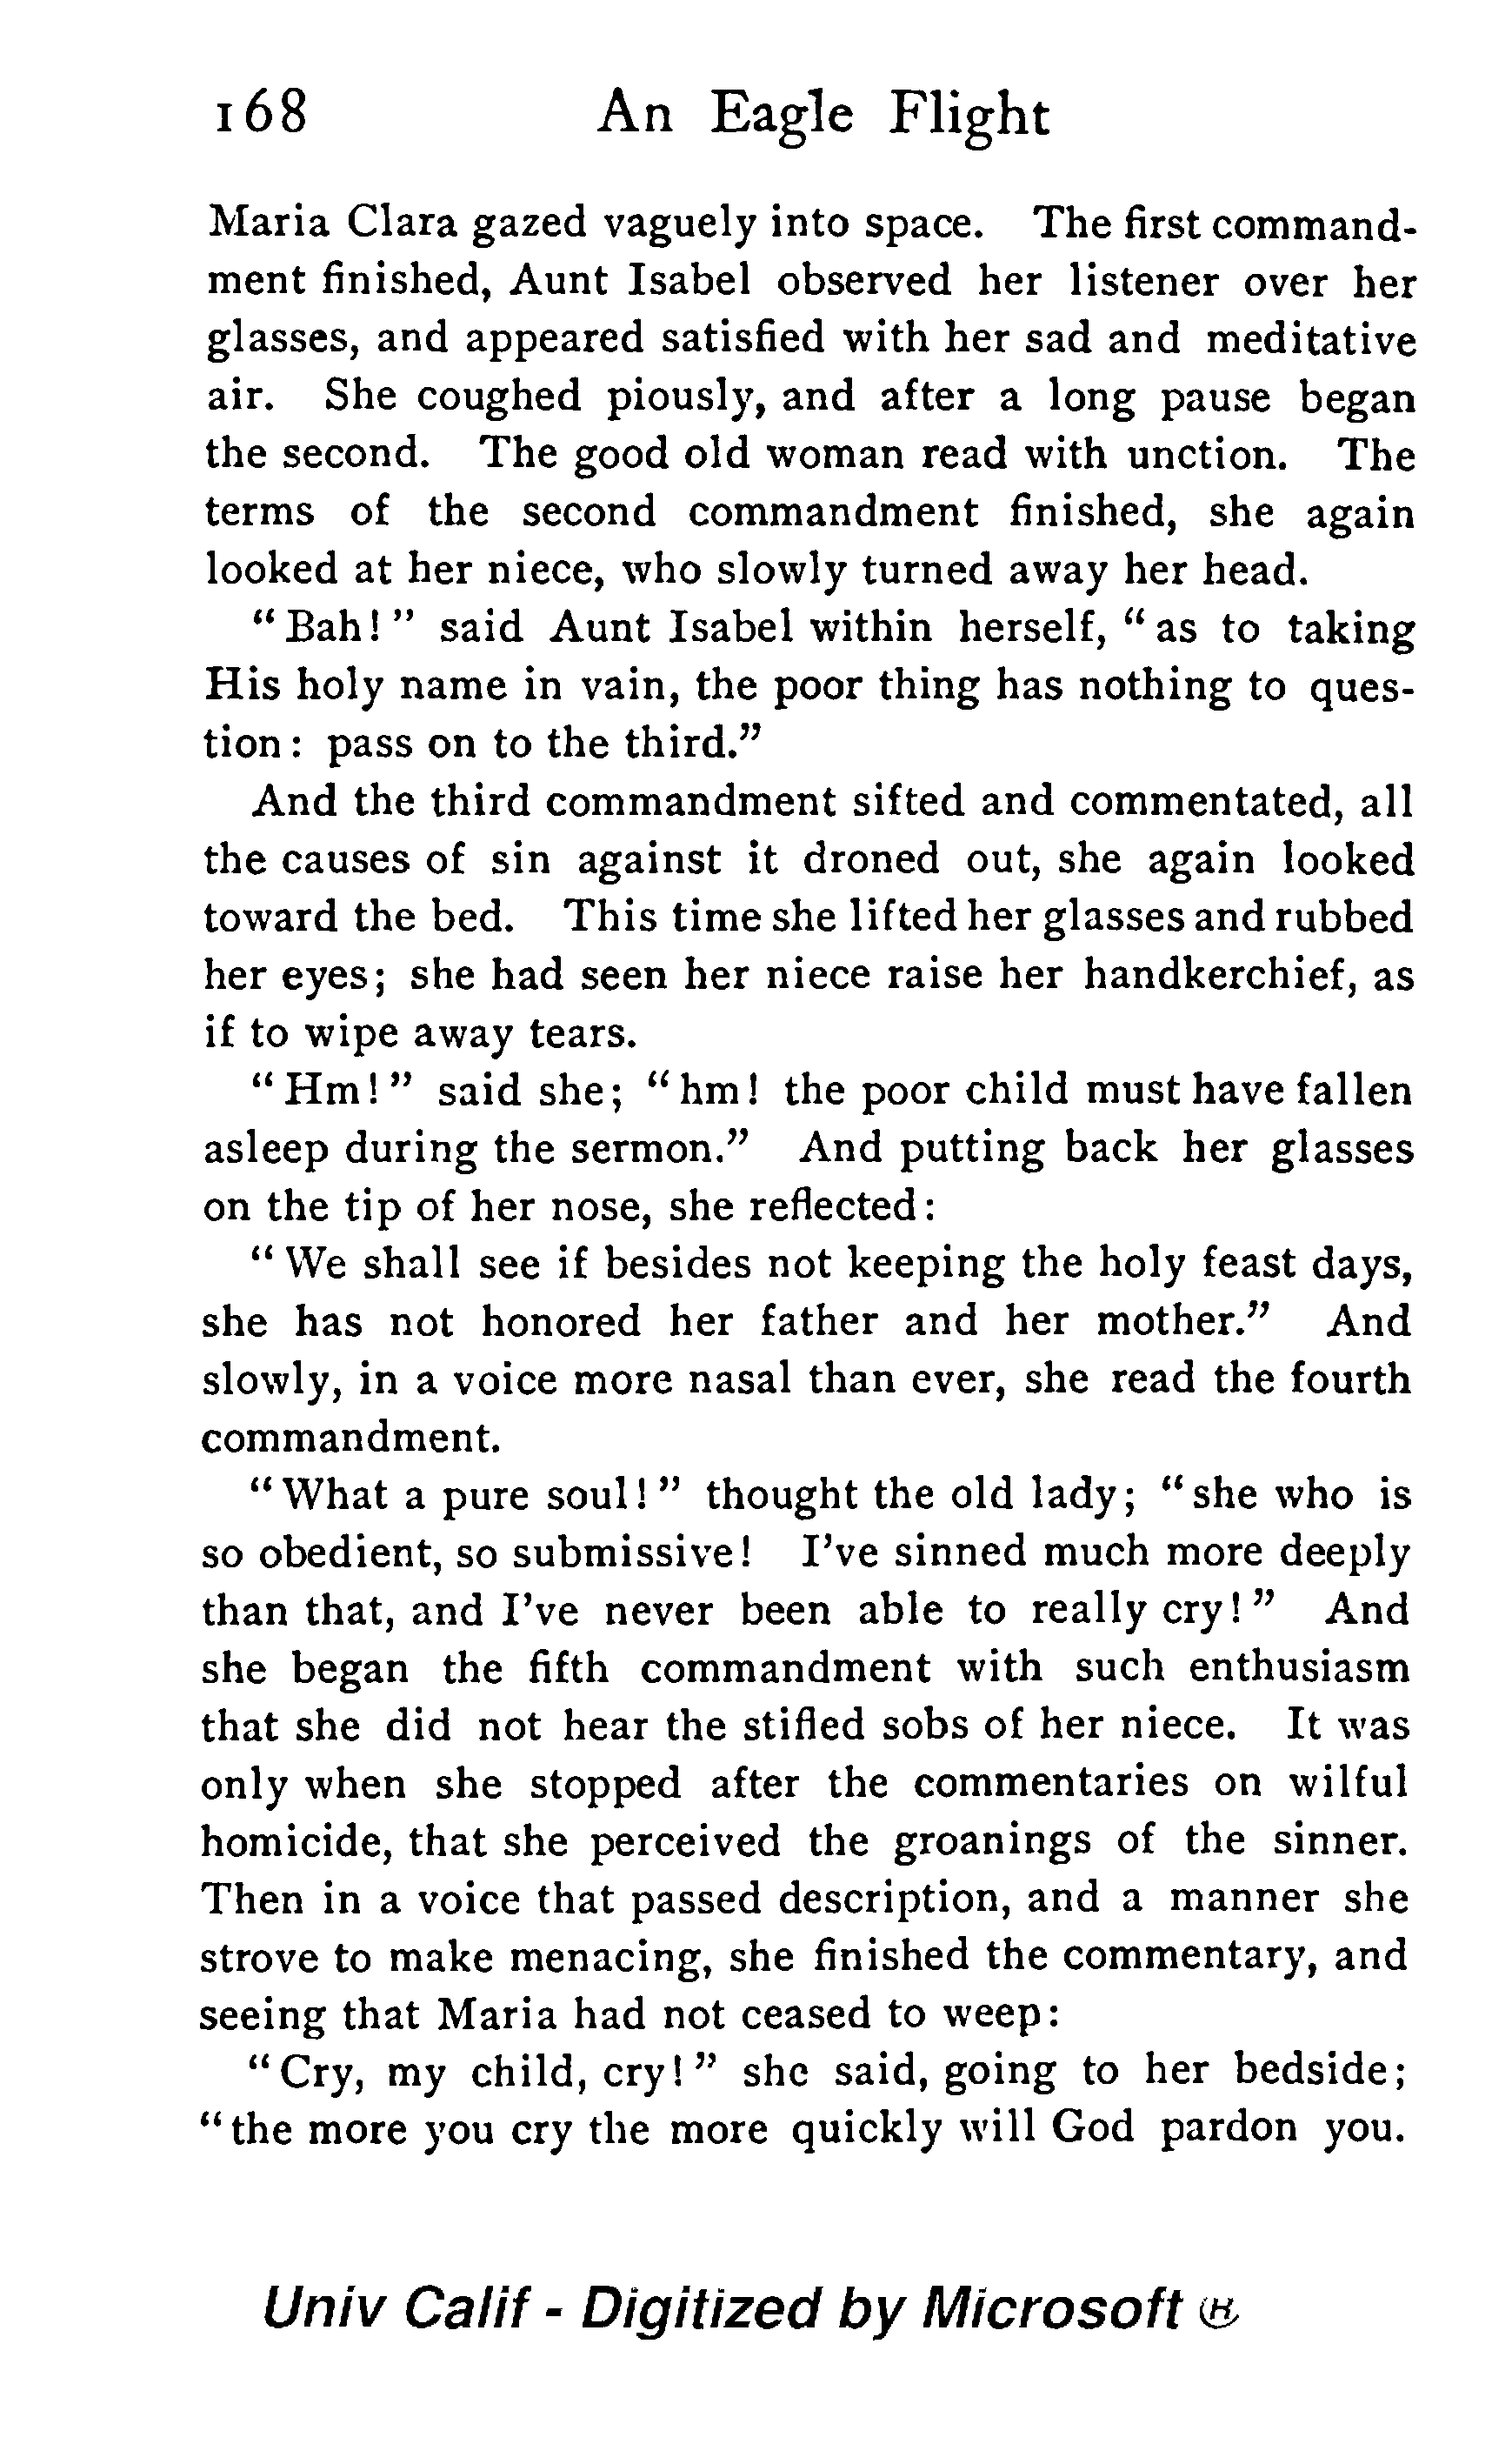 168 An Eagle Flight
Maria Clara gazed vaguely into space. The first command-
ment finished, Aunt Isabel observed her listener over her
glasses, and appeared satisfied with her sad and meditative
air. She coughed piously, and after a long pause began
the second. The good old woman read with unction. The
terms of the second commandment finished, she again
looked at her niece, who slowly turned away her head.
"Bah!" said Aunt Isabel within herself, "as to taking
His holy name in vain, the poor thing has nothing to ques-
tion: pass on to the third."
And the third commandment sifted and commentated, all
the causes of sin against it droned out, she again looked
toward the bed. This time she lifted her glasses and rubbed
her eyes; she had seen her niece raise her handkerchief, as
if to wipe away tears.
"Hm!" said she; "hm! the poor child must have fallen
asleep during the sermon." And putting back her glasses
on the tip of her nose, she reflected:
"We shall see if besides not keeping the holy feast days,
she has not honored her father and her mother." And
slowly, in a voice more nasal than ever, she read the fourth
commandment.
"What a pure soul!" thought the old lady; "she who is
so obedient, so submissive! I've sinned much more deeply
than that, and I've never been able to really cry!" And
she began the fifth commandment with such enthusiasm
that she did not hear the stifled sobs of her niece. It was
only when she stopped after the commentaries on wilful
homicide, that she perceived the groanings of the sinner.
Then in a voice that passed description, and a manner she
strove to make menacing, she finished the commentary, and
seeing that Maria had not ceased to weep:
"Cry, my child, cry!" she said, going to her bedside;
"the more you cry the more quickly will God pardon you.
Univ Calif - Digitized by Microsoft ®